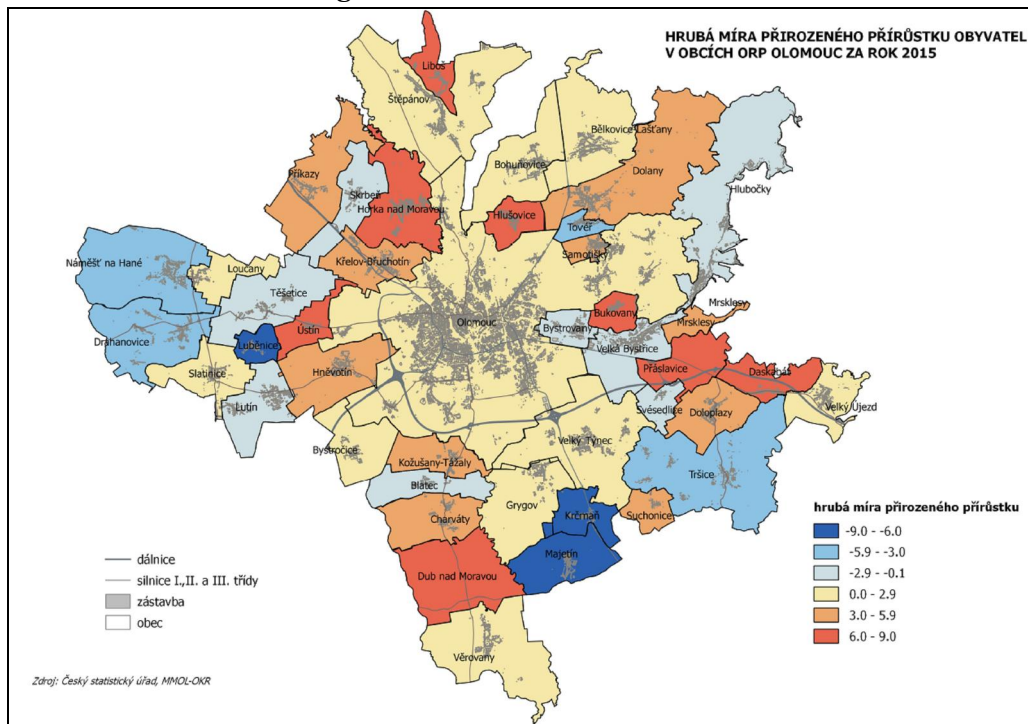 HRUBÁ MÍRA PŘIROZENÉHO PŘÍRŮSTKU OBYVATEL
V OBCÍCH ORP OLOMOUC ZA ROK 2015
Liboš
Štěpánov
Bělkovice-Lašťany
Bohuňovice
Dolany
Příkazy
Skrbeň
Hlubočky
Horka nad Moravou
Hlušovice
Tovéř
Samotišky
Náměšť na Hané
Loučany
Křelov-Břuchotín
Těšetice
Mrsklesy
Bukovany
Mrsklesy
Olomouc
Bystrovany
Ústín
Drahanovice
Luběnice
Velká Bystřice
Slatinice
Hněvotín
Přáslavice
Daskabát
Lutín
Svésedlice
Doloplazy
Velký Újezd
Bystročice
Velký Týnec
Kožušany-Tážaly
Tršice
Blatec
Grygov
Krčmaň
Suchonice
Charváty
Majetín
Dub nad Moravou
Věrovany
hrubá míra přirozeného přírůstku
-9.0 - -6.0
-5.9 - -3.0
-2.9 - -0.1
0.0 - 2.9
3.0 - 5.9
6.0 - 9.0
dálnice
silnice I.,II. a III. třídy
zástavba
obec
Zdroj: Český statistický úřad, MMOL-OKR